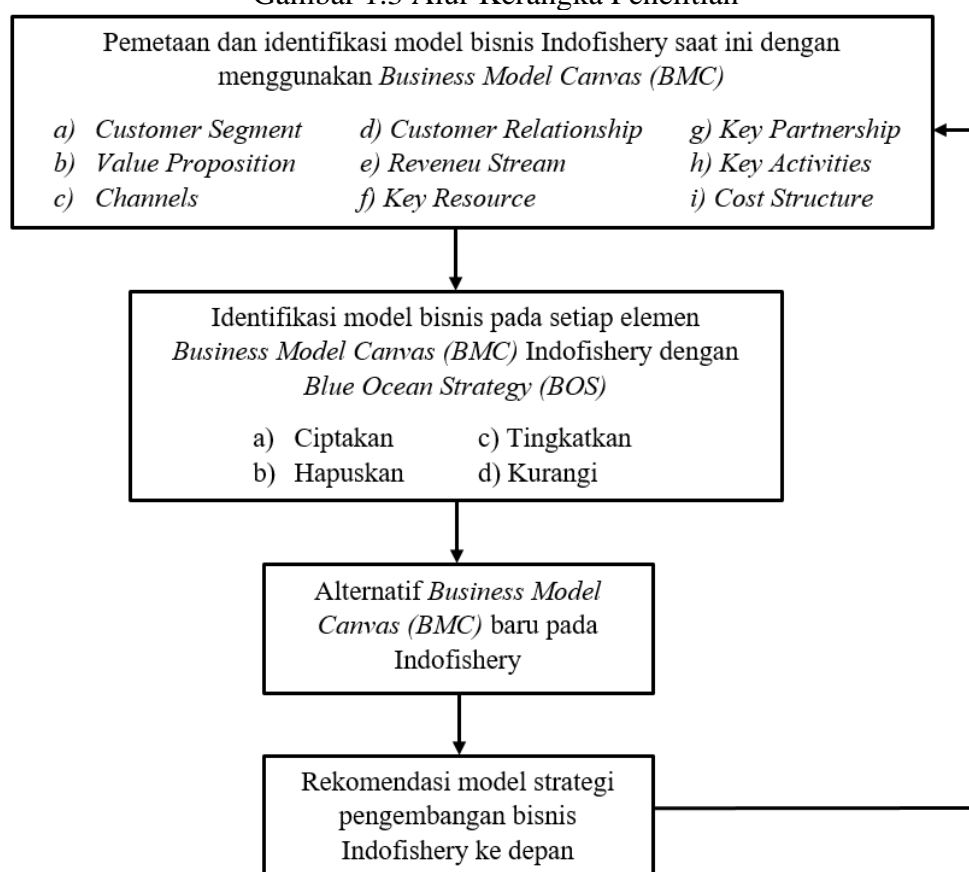 Gambar 1.3 Alur Kerangka Penelitian
Pemetaan dan identifikasi model bisnis Indofishery saat ini dengan
menggunakan Business Model Canvas (BMC)
a) Customer Segment d) Customer Relationship g) Key Partnership
b) Value Proposition e) Reveneu Stream h) Key Activities
c) Channels f) Key Resource i) Cost Structure
Identifikasi model bisnis pada setiap elemen
Business Model Canvas (BMC) Indofishery dengan
Blue Ocean Strategy (BOS)
a) Ciptakan c) Tingkatkan
b) Hapuskan d) Kurangi
Alternatif Business Model
Canvas (BMC) baru pada
Indofishery
Rekomendasi model strategi
pengembangan bisnis
Indofishery ke depan